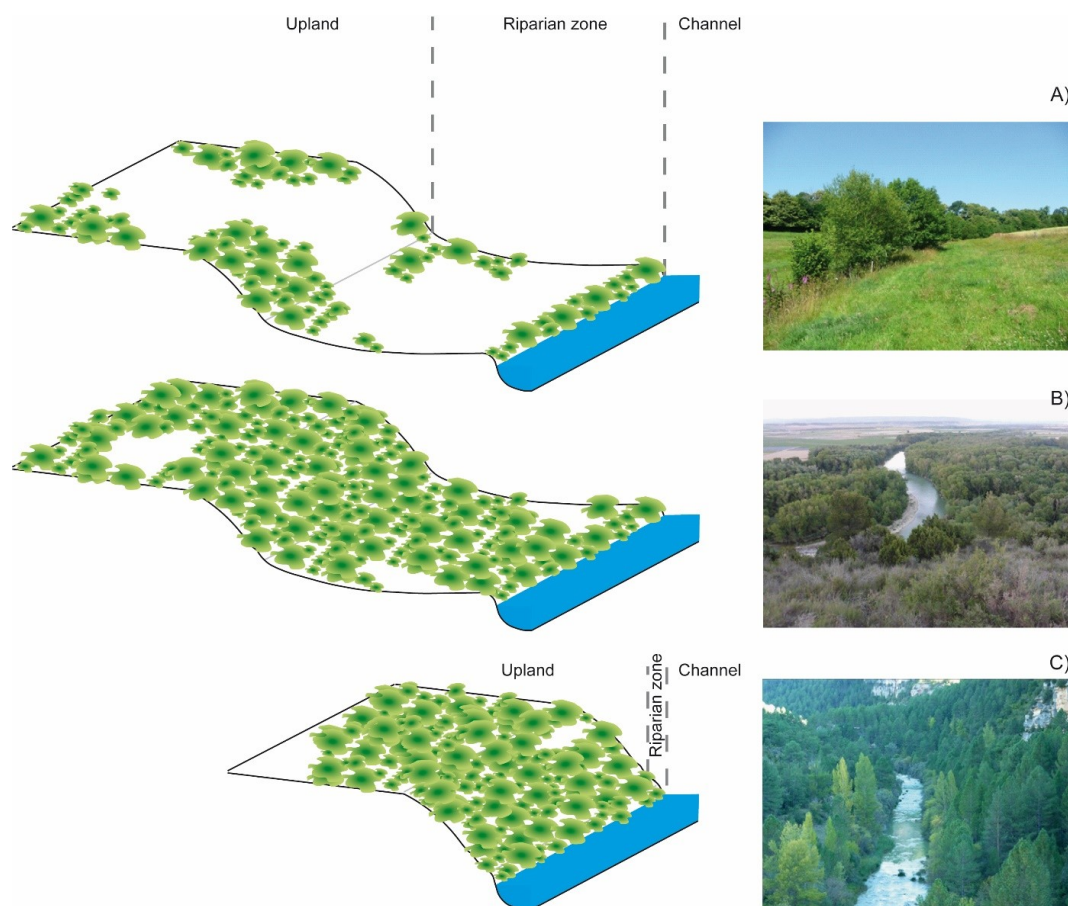 Upland
Riparian zone
Channel
A)
B)
Upland
Riparian zone
Channel
C)